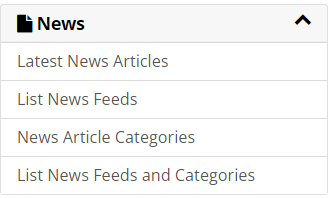 News
Latest News Articles
List News Feeds
News Article Categories
List News Feeds and Categories